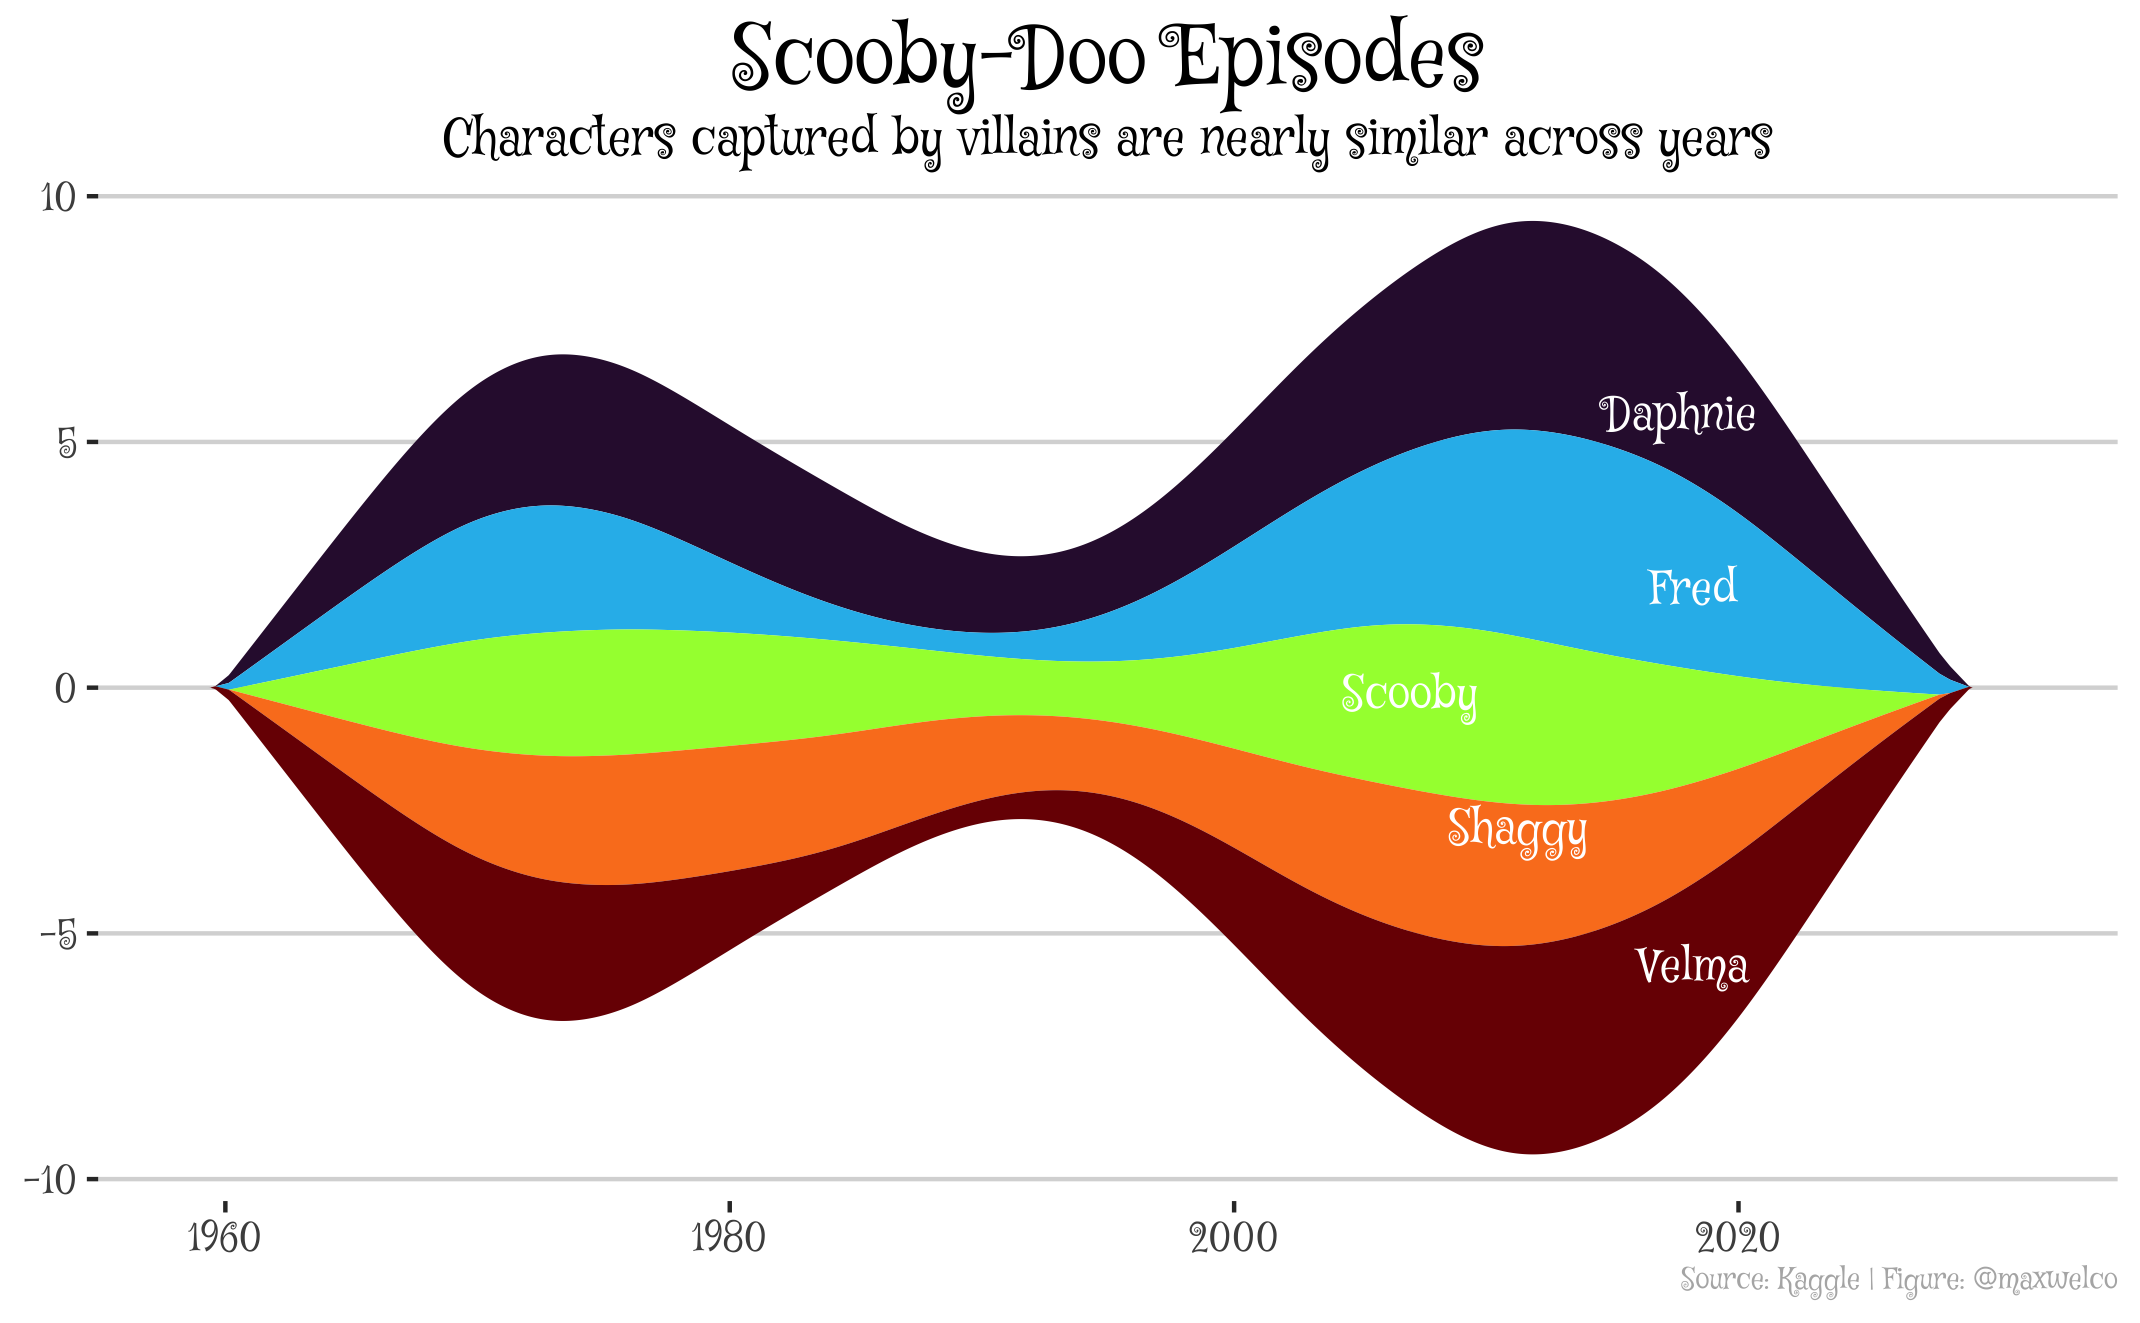 Scooby-Doo Episodes
Characters captured by villains are nearly similar across years
10
5
0
-5
-10
Daphnie
Fred
Scooby
Shaggy
Velma
1960 1980 2000 2020
Source: Kaggle | Figure: @maxwelco